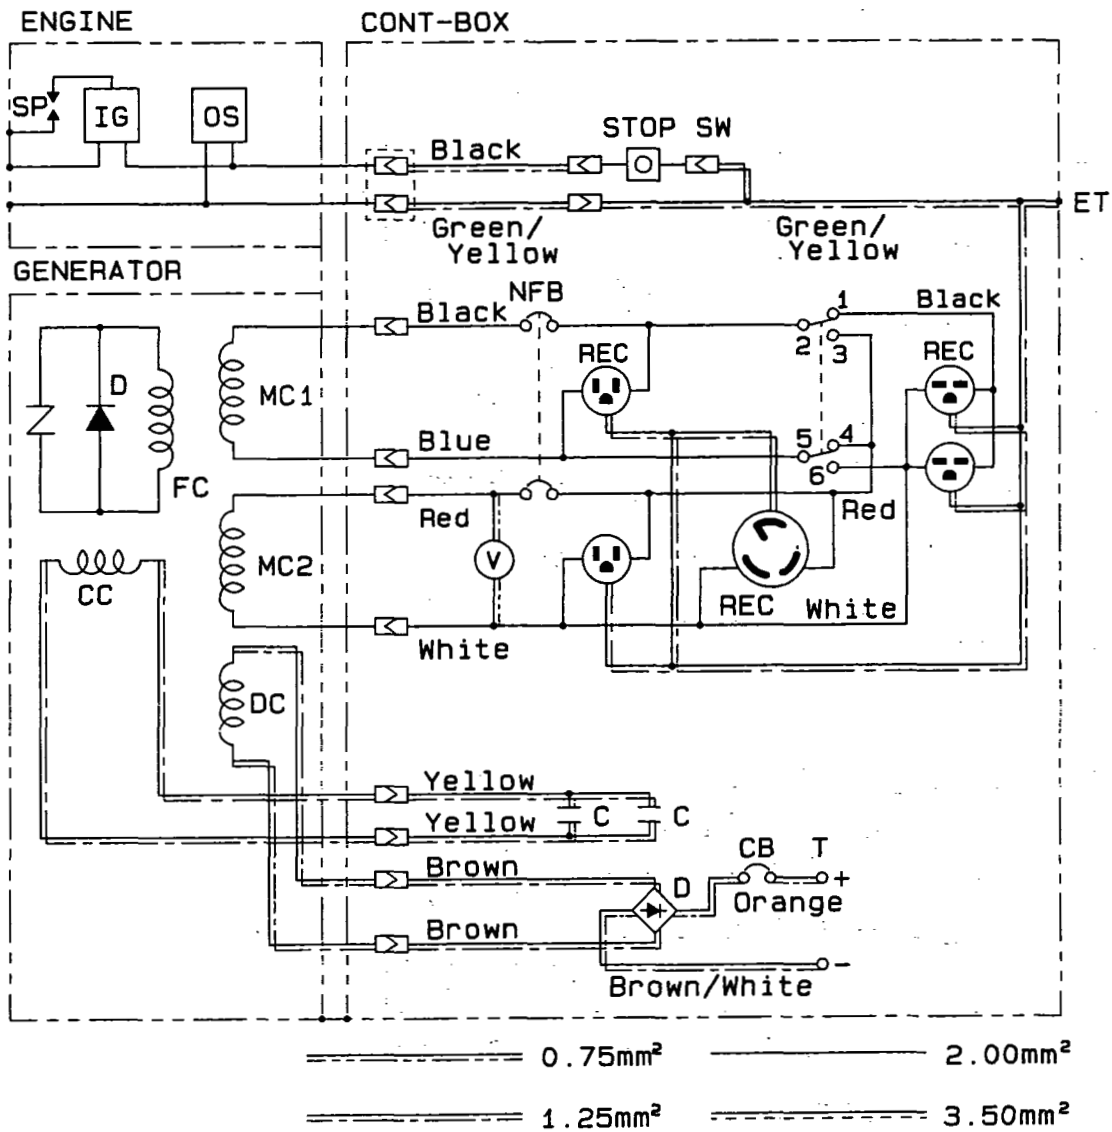 ENGINE
CONT-BOX
SP
IG
OS
STOP SW
Black
Green/
Yellow
Green/
Yellow
ET
GENERATOR
NFB
Black
1
2
3
Black
REC
REC
D
MC1
Blue
5
4
6
FC
Red
Red
MC2
V
CC
REC
White
White
DC
Yellow
C
C
Yellow
CB
T
Brown
D
+
Orange
Brown
-
Brown/White
0.75mm²
2.00mm²
1.25mm²
3.50mm²